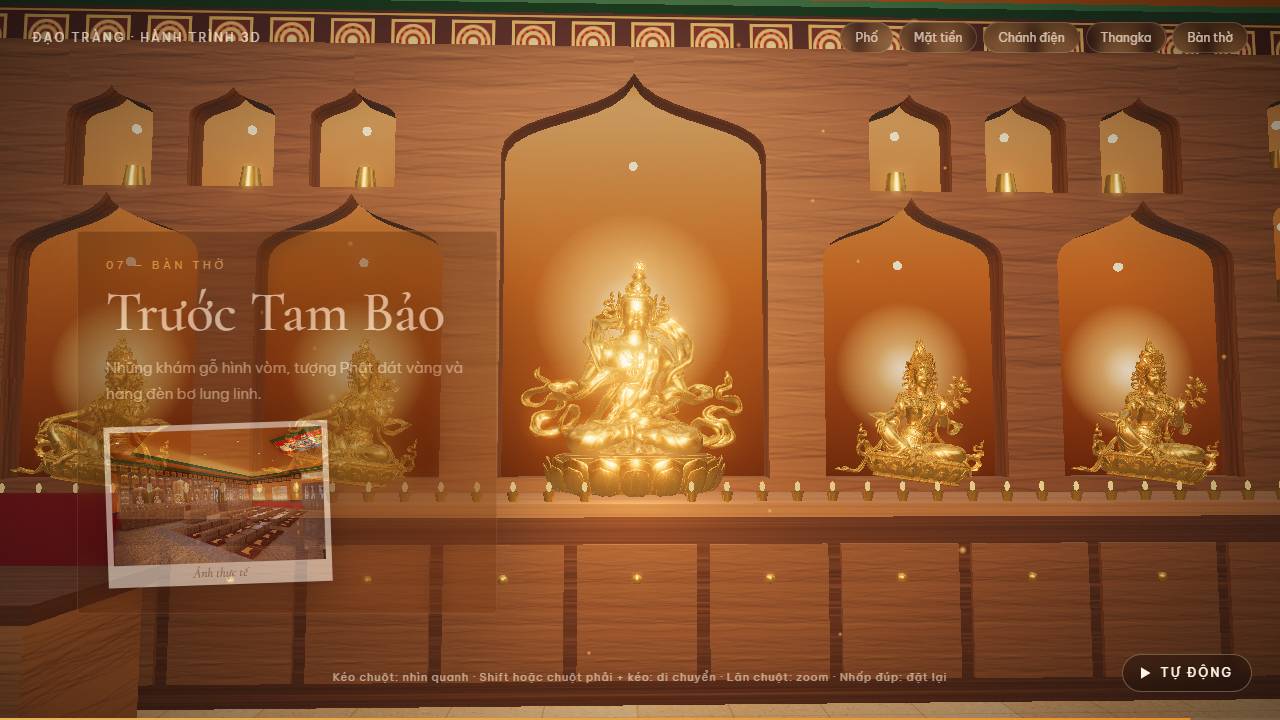 ĐẠO TRÀNG · HÀNH TRÌNH 3D
Phố
Mặt tiền
Chánh điện
Thangka
Bàn thờ
07 — BÀN THỜ
Trước Tam Bảo
Những khám gỗ hình vòm, tượng Phật dát vàng và
hàng đèn bơ lung linh.
Ảnh thực tế
Kéo chuột: nhìn quanh · Shift hoặc chuột phải + kéo: di chuyển · Lăn chuột: zoom · Nhấp đúp: đặt lại
TỰ ĐỘNG